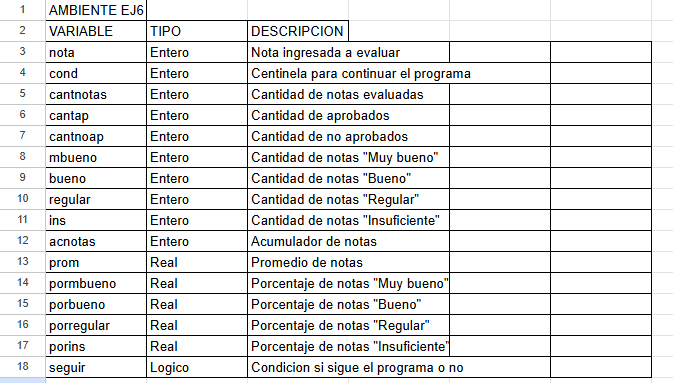 1 AMBIENTE EJ6
2 VARIABLE TIPO DESCRIPCION
3 nota Entero Nota ingresada a evaluar
4 cond Entero Centinela para continuar el programa
5 cantnotas Entero Cantidad de notas evaluadas
6 cantap Entero Cantidad de aprobados
7 cantnoap Entero Cantidad de no aprobados
8 mbueno Entero Cantidad de notas "Muy bueno"
9 bueno Entero Cantidad de notas "Bueno"
10 regular Entero Cantidad de notas "Regular"
11 ins Entero Cantidad de notas "Insuficiente"
12 acnotas Entero Acumulador de notas
13 prom Real Promedio de notas
14 pormbueno Real Porcentaje de notas "Muy bueno"
15 porbueno Real Porcentaje de notas "Bueno"
16 porregular Real Porcentaje de notas "Regular"
17 porins Real Porcentaje de notas "Insuficiente"
18 seguir Logico Condicion si sigue el programa o no